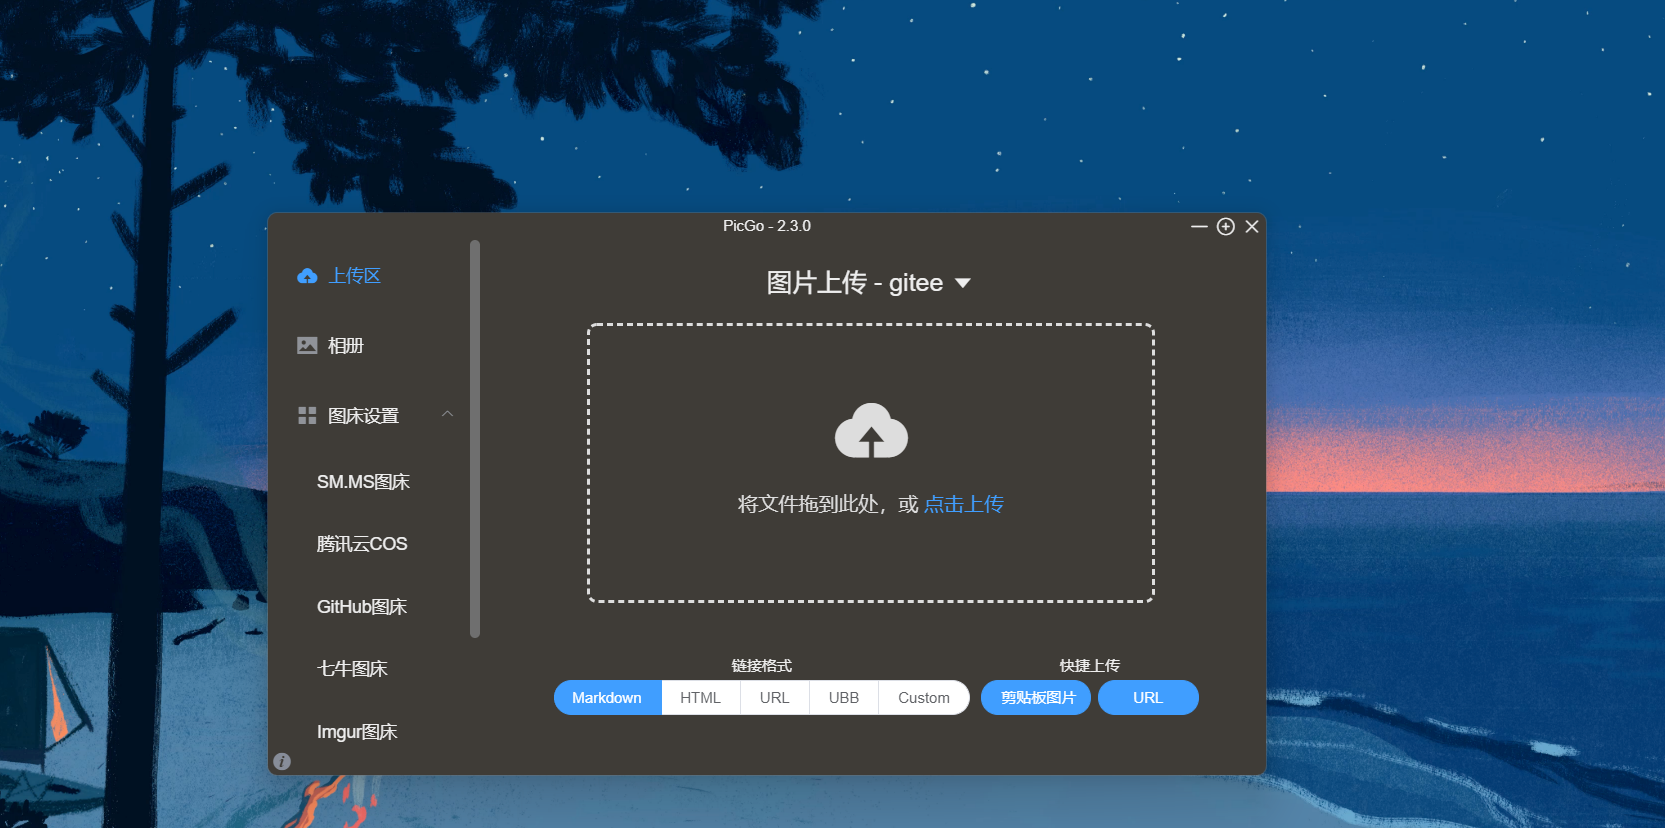 PicGo - 2.3.0
上传区
相册
图床设置
SM.MS图床
腾讯云COS
GitHub图床
七牛图床
Imgur图床
图片上传 - gitee
将文件拖到此处，或 点击上传
链接格式
Markdown HTML URL UBB Custom
快捷上传
剪贴板图片 URL